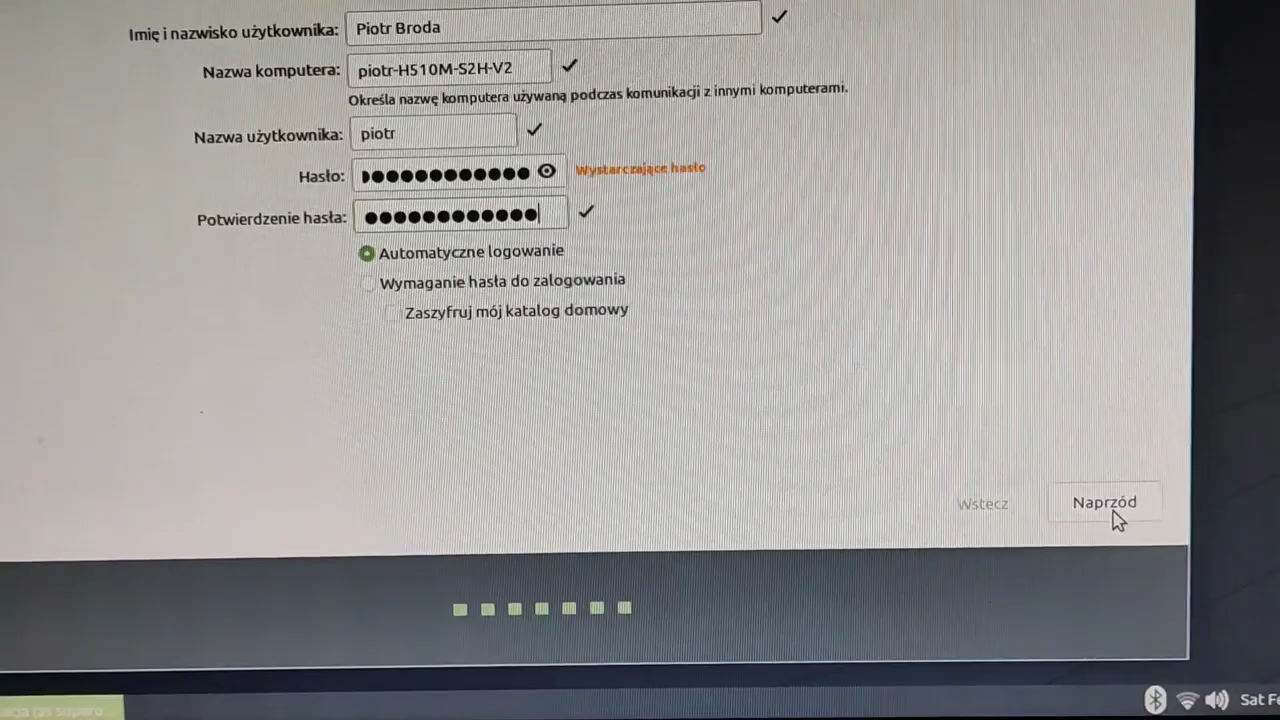 Imię i nazwisko użytkownika: Piotr Broda
Nazwa komputera: piotr-H510M-S2H-V2
Określa nazwę komputera używaną podczas komunikacji z innymi komputerami.
Nazwa użytkownika: piotr
Hasło: Wystarczające hasło
Potwierdzenie hasła:
Automatyczne logowanie
Wymaganie hasła do zalogowania
Zaszyfruj mój katalog domowy
Wstecz Naprzód
Sat